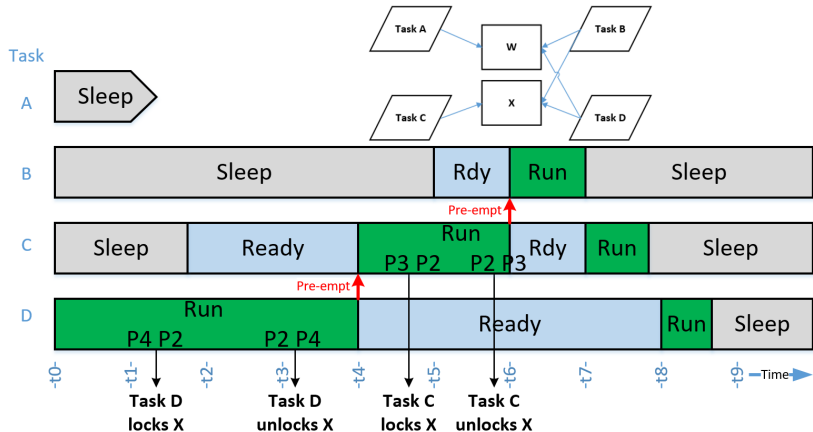 Task A
Task B
W
Task
X
Task C
Task D
A
Sleep
B
Sleep
Rdy
Run
Sleep
Pre-empt
C
Sleep
Ready
Run
P3 P2
P2 P3
Rdy
Run
Sleep
Pre-empt
D
Run
P4 P2
P2 P4
Ready
Run
Sleep
-t0-
-t1-
-t2-
-t3-
-t4-
-t5-
-t6-
-t7-
-t8-
-t9-
Time
Task D
locks X
Task D
unlocks X
Task C
locks X
Task C
unlocks X